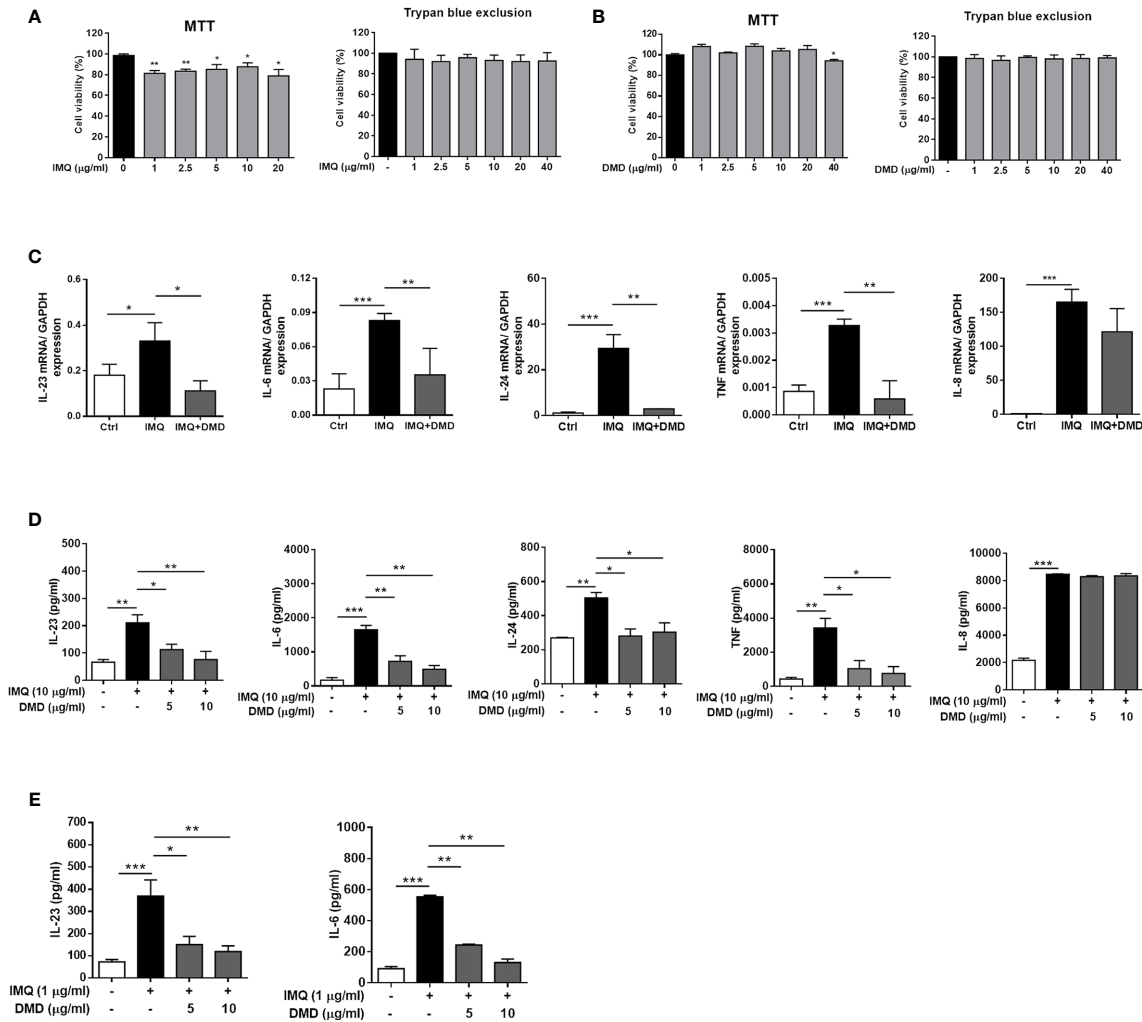 A
MTT
Cell viability (%)
120
100
80
60
40
20
0
** ** * * *
IMQ (μg/ml) 0 1 2.5 5 10 20
Trypan blue exclusion
Cell viability (%)
120
100
80
60
40
20
0
IMQ (μg/ml) - 1 2.5 5 10 20 40
B
MTT
Cell viability (%)
120
100
80
60
40
20
0
*
DMD (μg/ml) 0 1 2.5 5 10 20 40
Trypan blue exclusion
Cell viability (%)
120
100
80
60
40
20
0
DMD (μg/ml) - 1 2.5 5 10 20 40
C
IL-23 mRNA/ GAPDH
expression
0.6
0.4
0.2
0.0
* *
Ctrl IMQ IMQ+DMD
IL-6 mRNA/ GAPDH
expression
0.12
0.09
0.06
0.03
0.00
*** **
Ctrl IMQ IMQ+DMD
IL-24 mRNA/ GAPDH
expression
60
40
20
0
*** **
Ctrl IMQ IMQ+DMD
TNF mRNA/ GAPDH
expression
0.005
0.004
0.003
0.002
0.001
0.000
*** **
Ctrl IMQ IMQ+DMD
IL-8 mRNA/ GAPDH
expression
200
150
100
50
0
***
Ctrl IMQ IMQ+DMD
D
IL-23 (pg/ml)
500
400
300
200
100
0
**
** *
IMQ (10 μg/ml) - + + +
DMD (μg/ml) - - 5 10
IL-6 (pg/ml)
4000
3000
2000
1000
0
**
*** **
IMQ (10 μg/ml) - + + +
DMD (μg/ml) - - 5 10
IL-24 (pg/ml)
800
600
400
200
0
*
** *
IMQ (10 μg/ml) - + + +
DMD (μg/ml) - - 5 10
TNF (pg/ml)
8000
6000
4000
2000
0
*
** *
IMQ (10 μg/ml) - + + +
DMD (μg/ml) - - 5 10
IL-8 (pg/ml)
10000
8000
6000
4000
2000
0
***
IMQ (10 μg/ml) - + + +
DMD (μg/ml) - - 5 10
E
IL-23 (pg/ml)
700
600
500
400
300
200
100
0
**
*** *
IMQ (1 μg/ml) - + + +
DMD (μg/ml) - - 5 10
IL-6 (pg/ml)
1000
800
600
400
200
0
**
*** **
IMQ (1 μg/ml) - + + +
DMD (μg/ml) - - 5 10